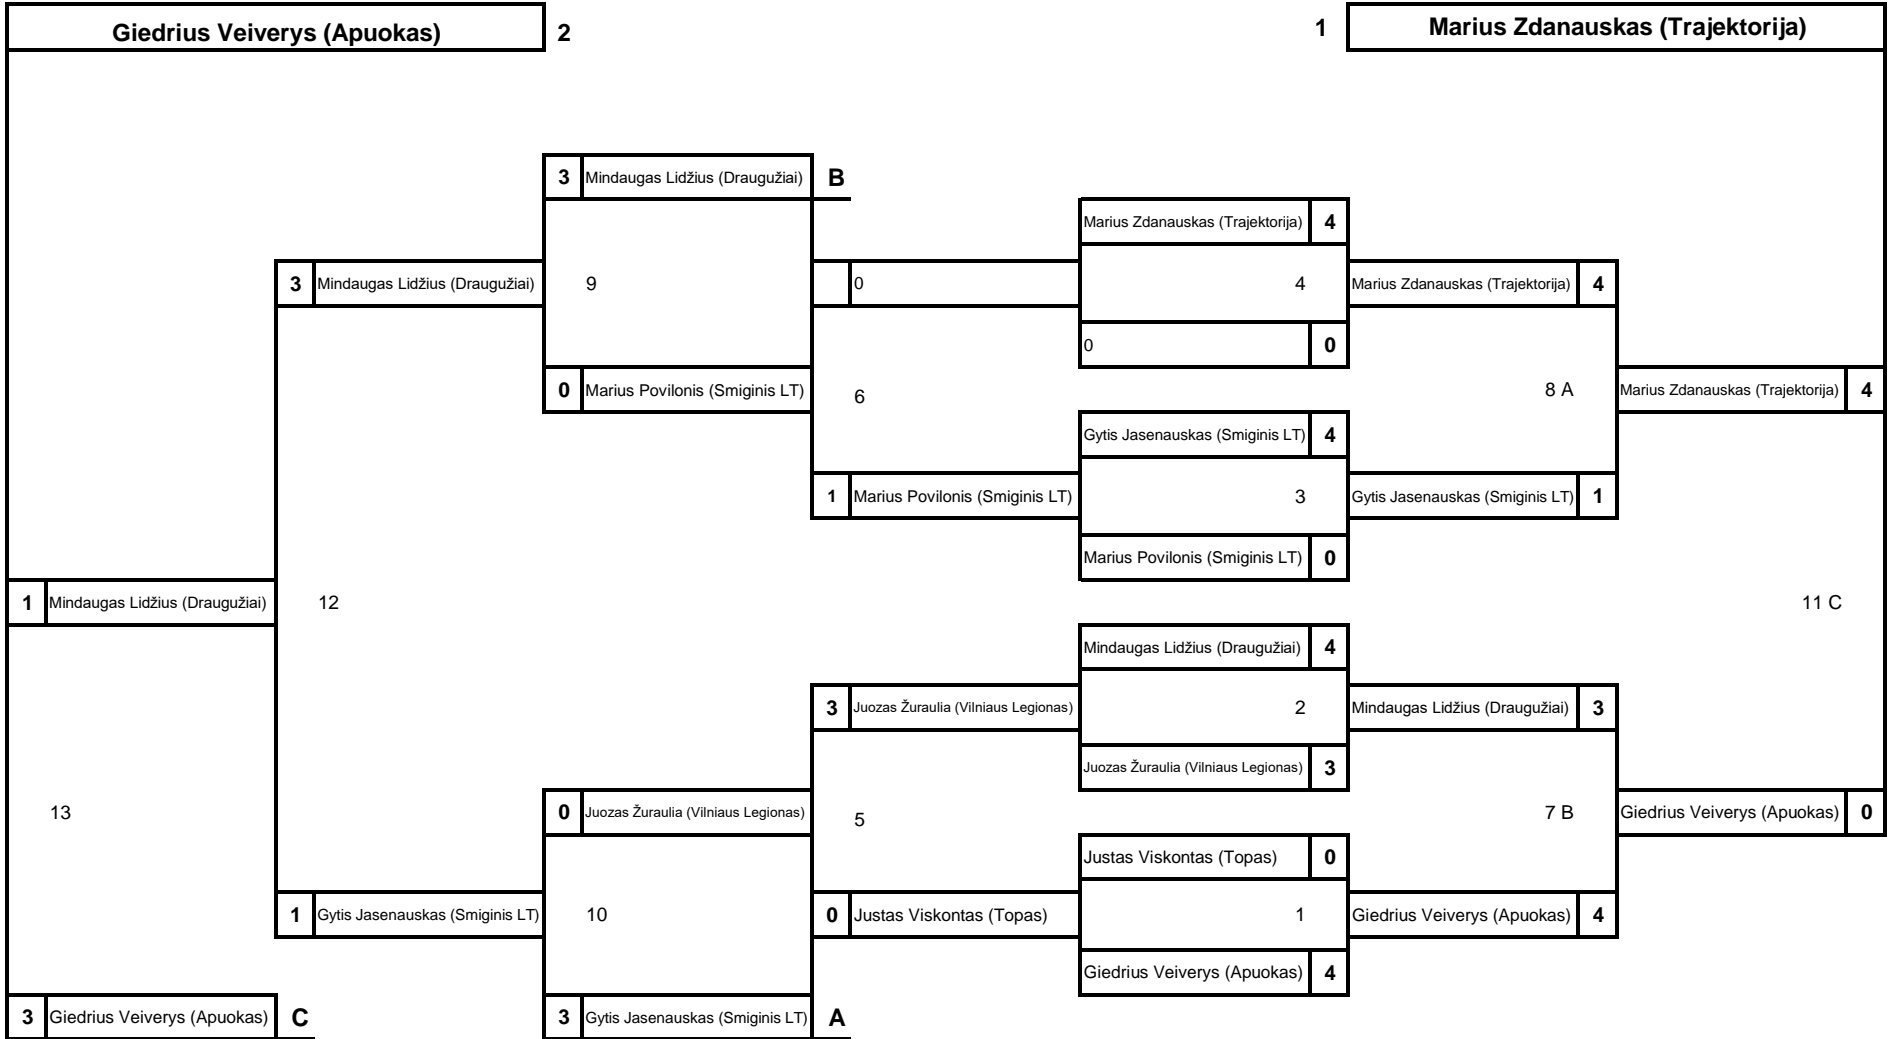 Giedrius Veiverys (Apuokas) 2 1 Marius Zdanauskas (Trajektorija)
3 Mindaugas Lidžius (Draugužiai) B
Marius Zdanauskas (Trajektorija) 4
3 Mindaugas Lidžius (Draugužiai) 9 0 4 Marius Zdanauskas (Trajektorija) 4
0 0
0 Marius Povilonis (Smiginis LT) 6 8 A Marius Zdanauskas (Trajektorija) 4
Gytis Jasenauskas (Smiginis LT) 4
1 Marius Povilonis (Smiginis LT) 3 Gytis Jasenauskas (Smiginis LT) 1
Marius Povilonis (Smiginis LT) 0
1 Mindaugas Lidžius (Draugužiai) 12 11 C
Mindaugas Lidžius (Draugužiai) 4
3 Juozas Žuraulia (Vilniaus Legionas) 2 Mindaugas Lidžius (Draugužiai) 3
Juozas Žuraulia (Vilniaus Legionas) 3
13 0 Juozas Žuraulia (Vilniaus Legionas) 5 7 B Giedrius Veiverys (Apuokas) 0
Justas Viskontas (Topas) 0
1 Gytis Jasenauskas (Smiginis LT) 10 0 Justas Viskontas (Topas) 1 Giedrius Veiverys (Apuokas) 4
Giedrius Veiverys (Apuokas) 4
3 Giedrius Veiverys (Apuokas) C 3 Gytis Jasenauskas (Smiginis LT) A